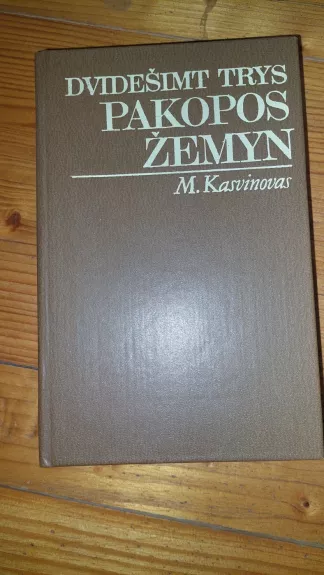 DVIDEŠIMT TRYS
PAKOPOS
ŽEMYN
M. Kasvinovas